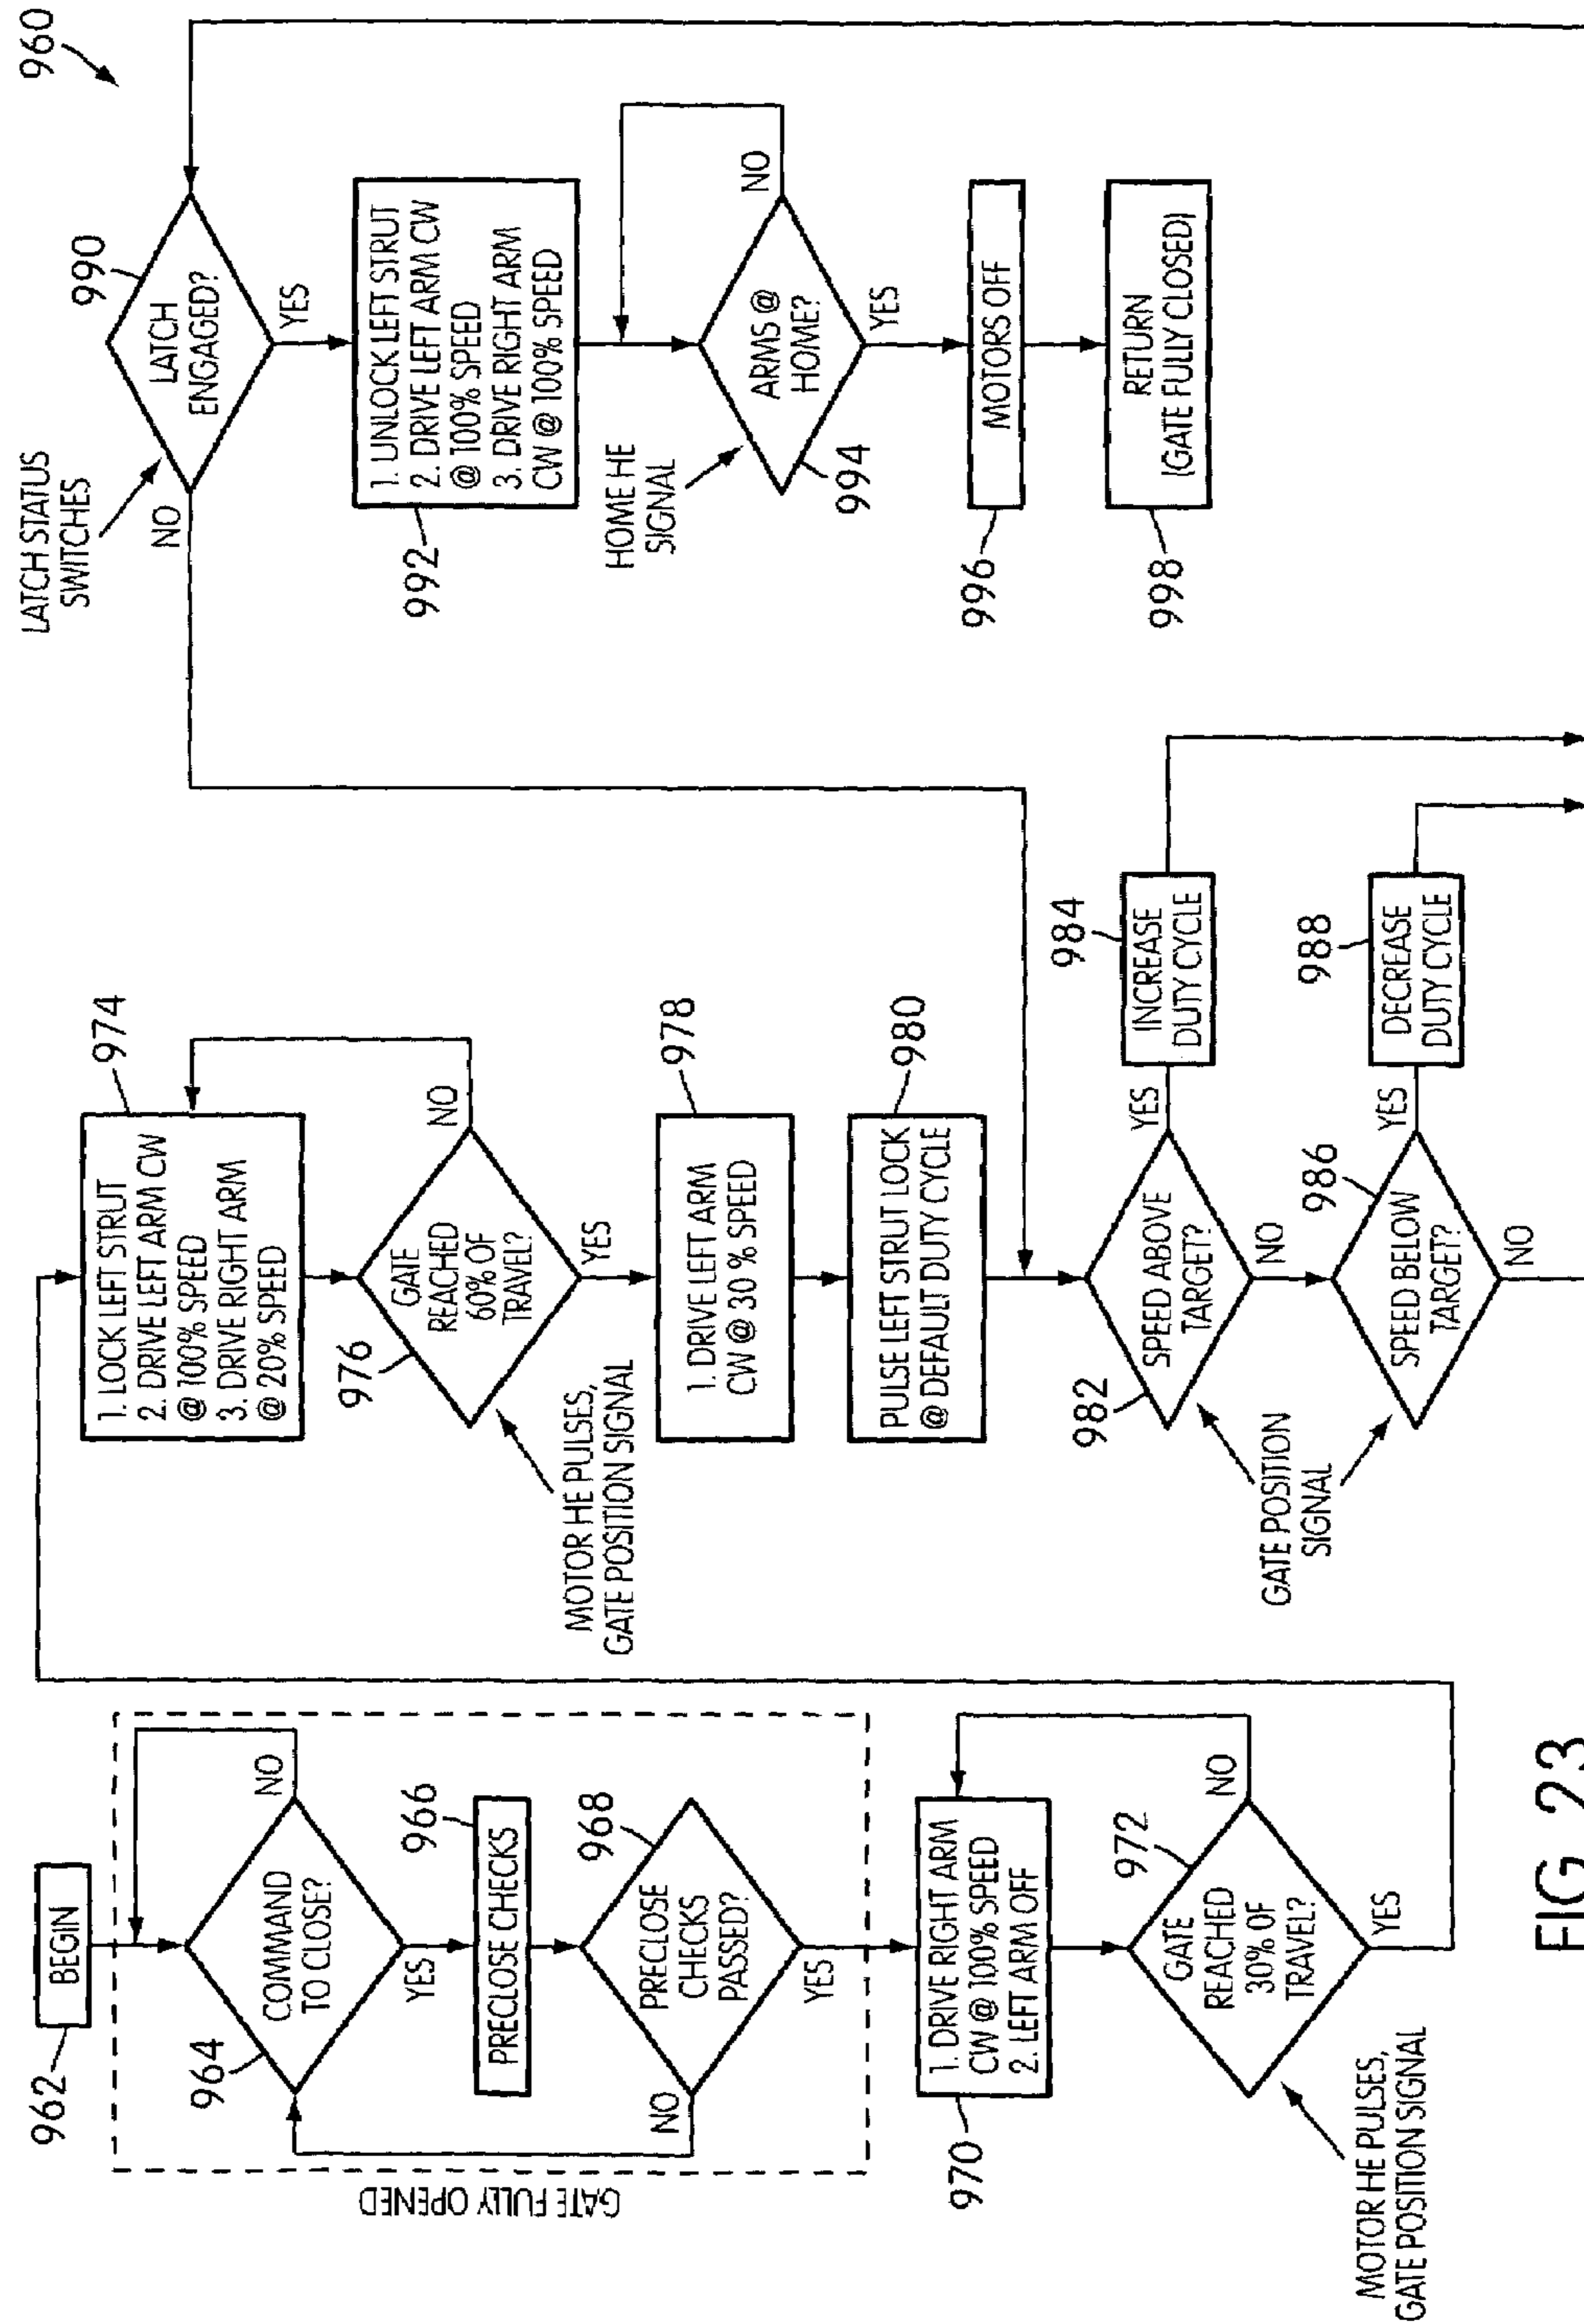 960
962
BEGIN
964
COMMAND
TO CLOSE?
NO
YES
966
PRECLOSE CHECKS
968
PRECLOSE
CHECKS
PASSED?
NO
YES
GATE FULLY OPENED
970
1. DRIVE RIGHT ARM
CW @ 100% SPEED
2. LEFT ARM OFF
972
GATE
REACHED
30% OF
TRAVEL?
NO
YES
MOTOR HE PULSES,
GATE POSITION SIGNAL
974
1. LOCK LEFT STRUT
2. DRIVE LEFT ARM CW
@ 100% SPEED
3. DRIVE RIGHT ARM
@ 20% SPEED
976
GATE
REACHED
60% OF
TRAVEL?
NO
YES
MOTOR HE PULSES,
GATE POSITION SIGNAL
978
1. DRIVE LEFT ARM
CW @ 30 % SPEED
980
PULSE LEFT STRUT LOCK
@ DEFAULT DUTY CYCLE
982
SPEED ABOVE
TARGET?
YES
NO
984
INCREASE
DUTY CYCLE
GATE POSITION
SIGNAL
986
SPEED BELOW
TARGET?
YES
NO
988
DECREASE
DUTY CYCLE
LATCH STATUS
SWITCHES
990
LATCH
ENGAGED?
NO
YES
992
1. UNLOCK LEFT STRUT
2. DRIVE LEFT ARM CW
@ 100% SPEED
3. DRIVE RIGHT ARM
CW @ 100% SPEED
HOME HE
SIGNAL
994
ARMS @
HOME?
NO
YES
996
MOTORS OFF
998
RETURN
(GATE FULLY CLOSED)
FIG. 23